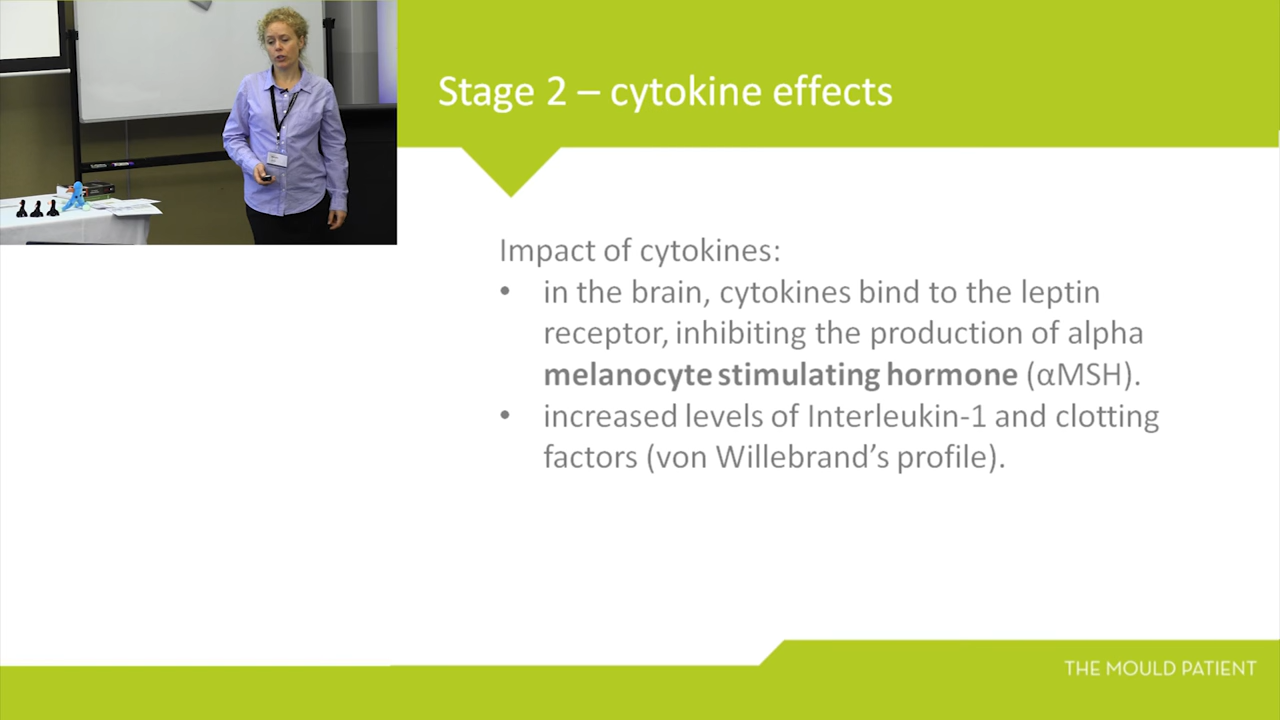 Stage 2 – cytokine effects
Impact of cytokines:
• in the brain, cytokines bind to the leptin
receptor, inhibiting the production of alpha
melanocyte stimulating hormone (αMSH).
• increased levels of Interleukin-1 and clotting
factors (von Willebrand’s profile).
THE MOULD PATIENT